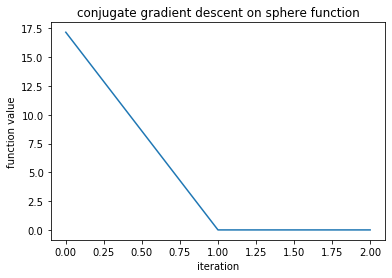 conjugate gradient descent on sphere function
function value
17.5
15.0
12.5
10.0
7.5
5.0
2.5
0.0
0.00 0.25 0.50 0.75 1.00 1.25 1.50 1.75 2.00
iteration